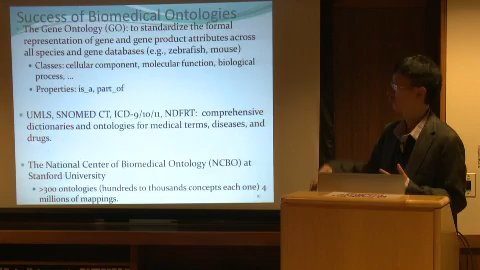 Success of Biomedical Ontologies
The Gene Ontology (GO): to standardize the formal
representation of gene and gene product attributes across
all species and gene databases (e.g., zebrafish, mouse)
• Classes: cellular component, molecular function, biological
process, ...
• Properties: is_a, part_of
• UMLS, SNOMED CT, ICD-9/10/11, NDFRT: comprehensive
dictionaries and ontologies for medical terms, diseases, and
drugs.
• The National Center of Biomedical Ontology (NCBO) at
Stanford University
• >300 ontologies (hundreds to thousands concepts each one) 4
millions of mappings.